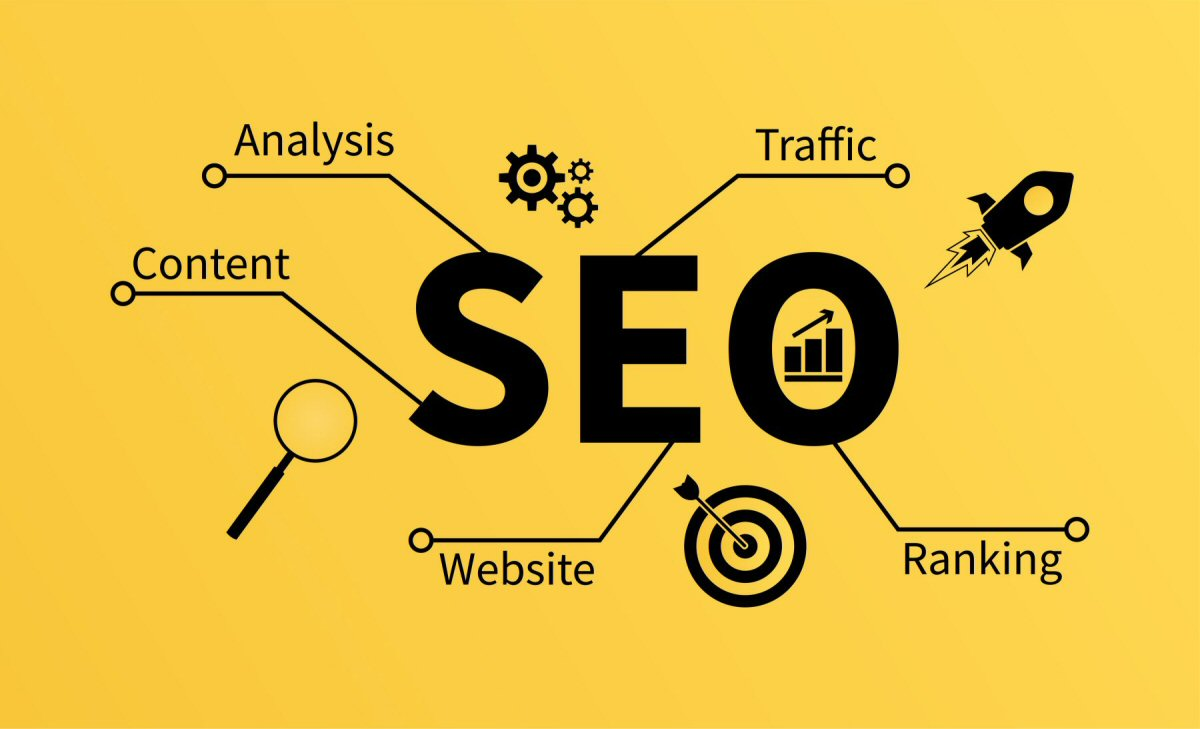 Analysis
Traffic
Content
SEO
Website
Ranking